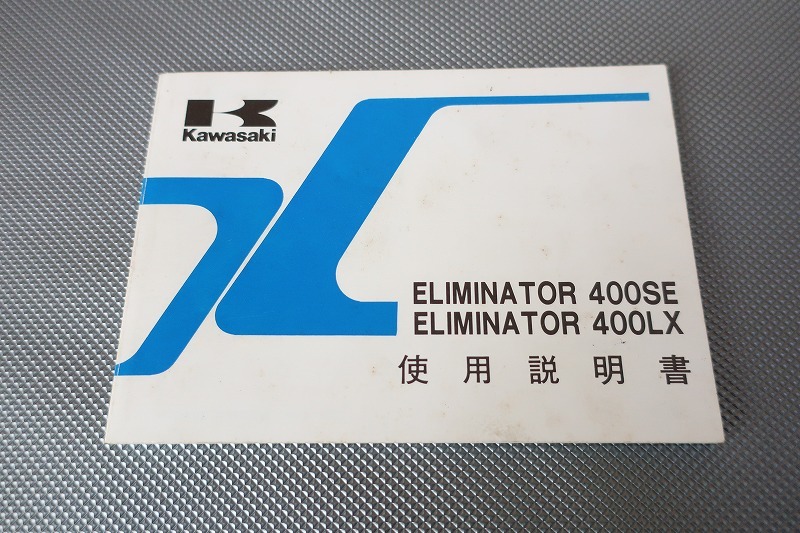 Kawasaki
ELIMINATOR 400SE
ELIMINATOR 400LX
使用説明書